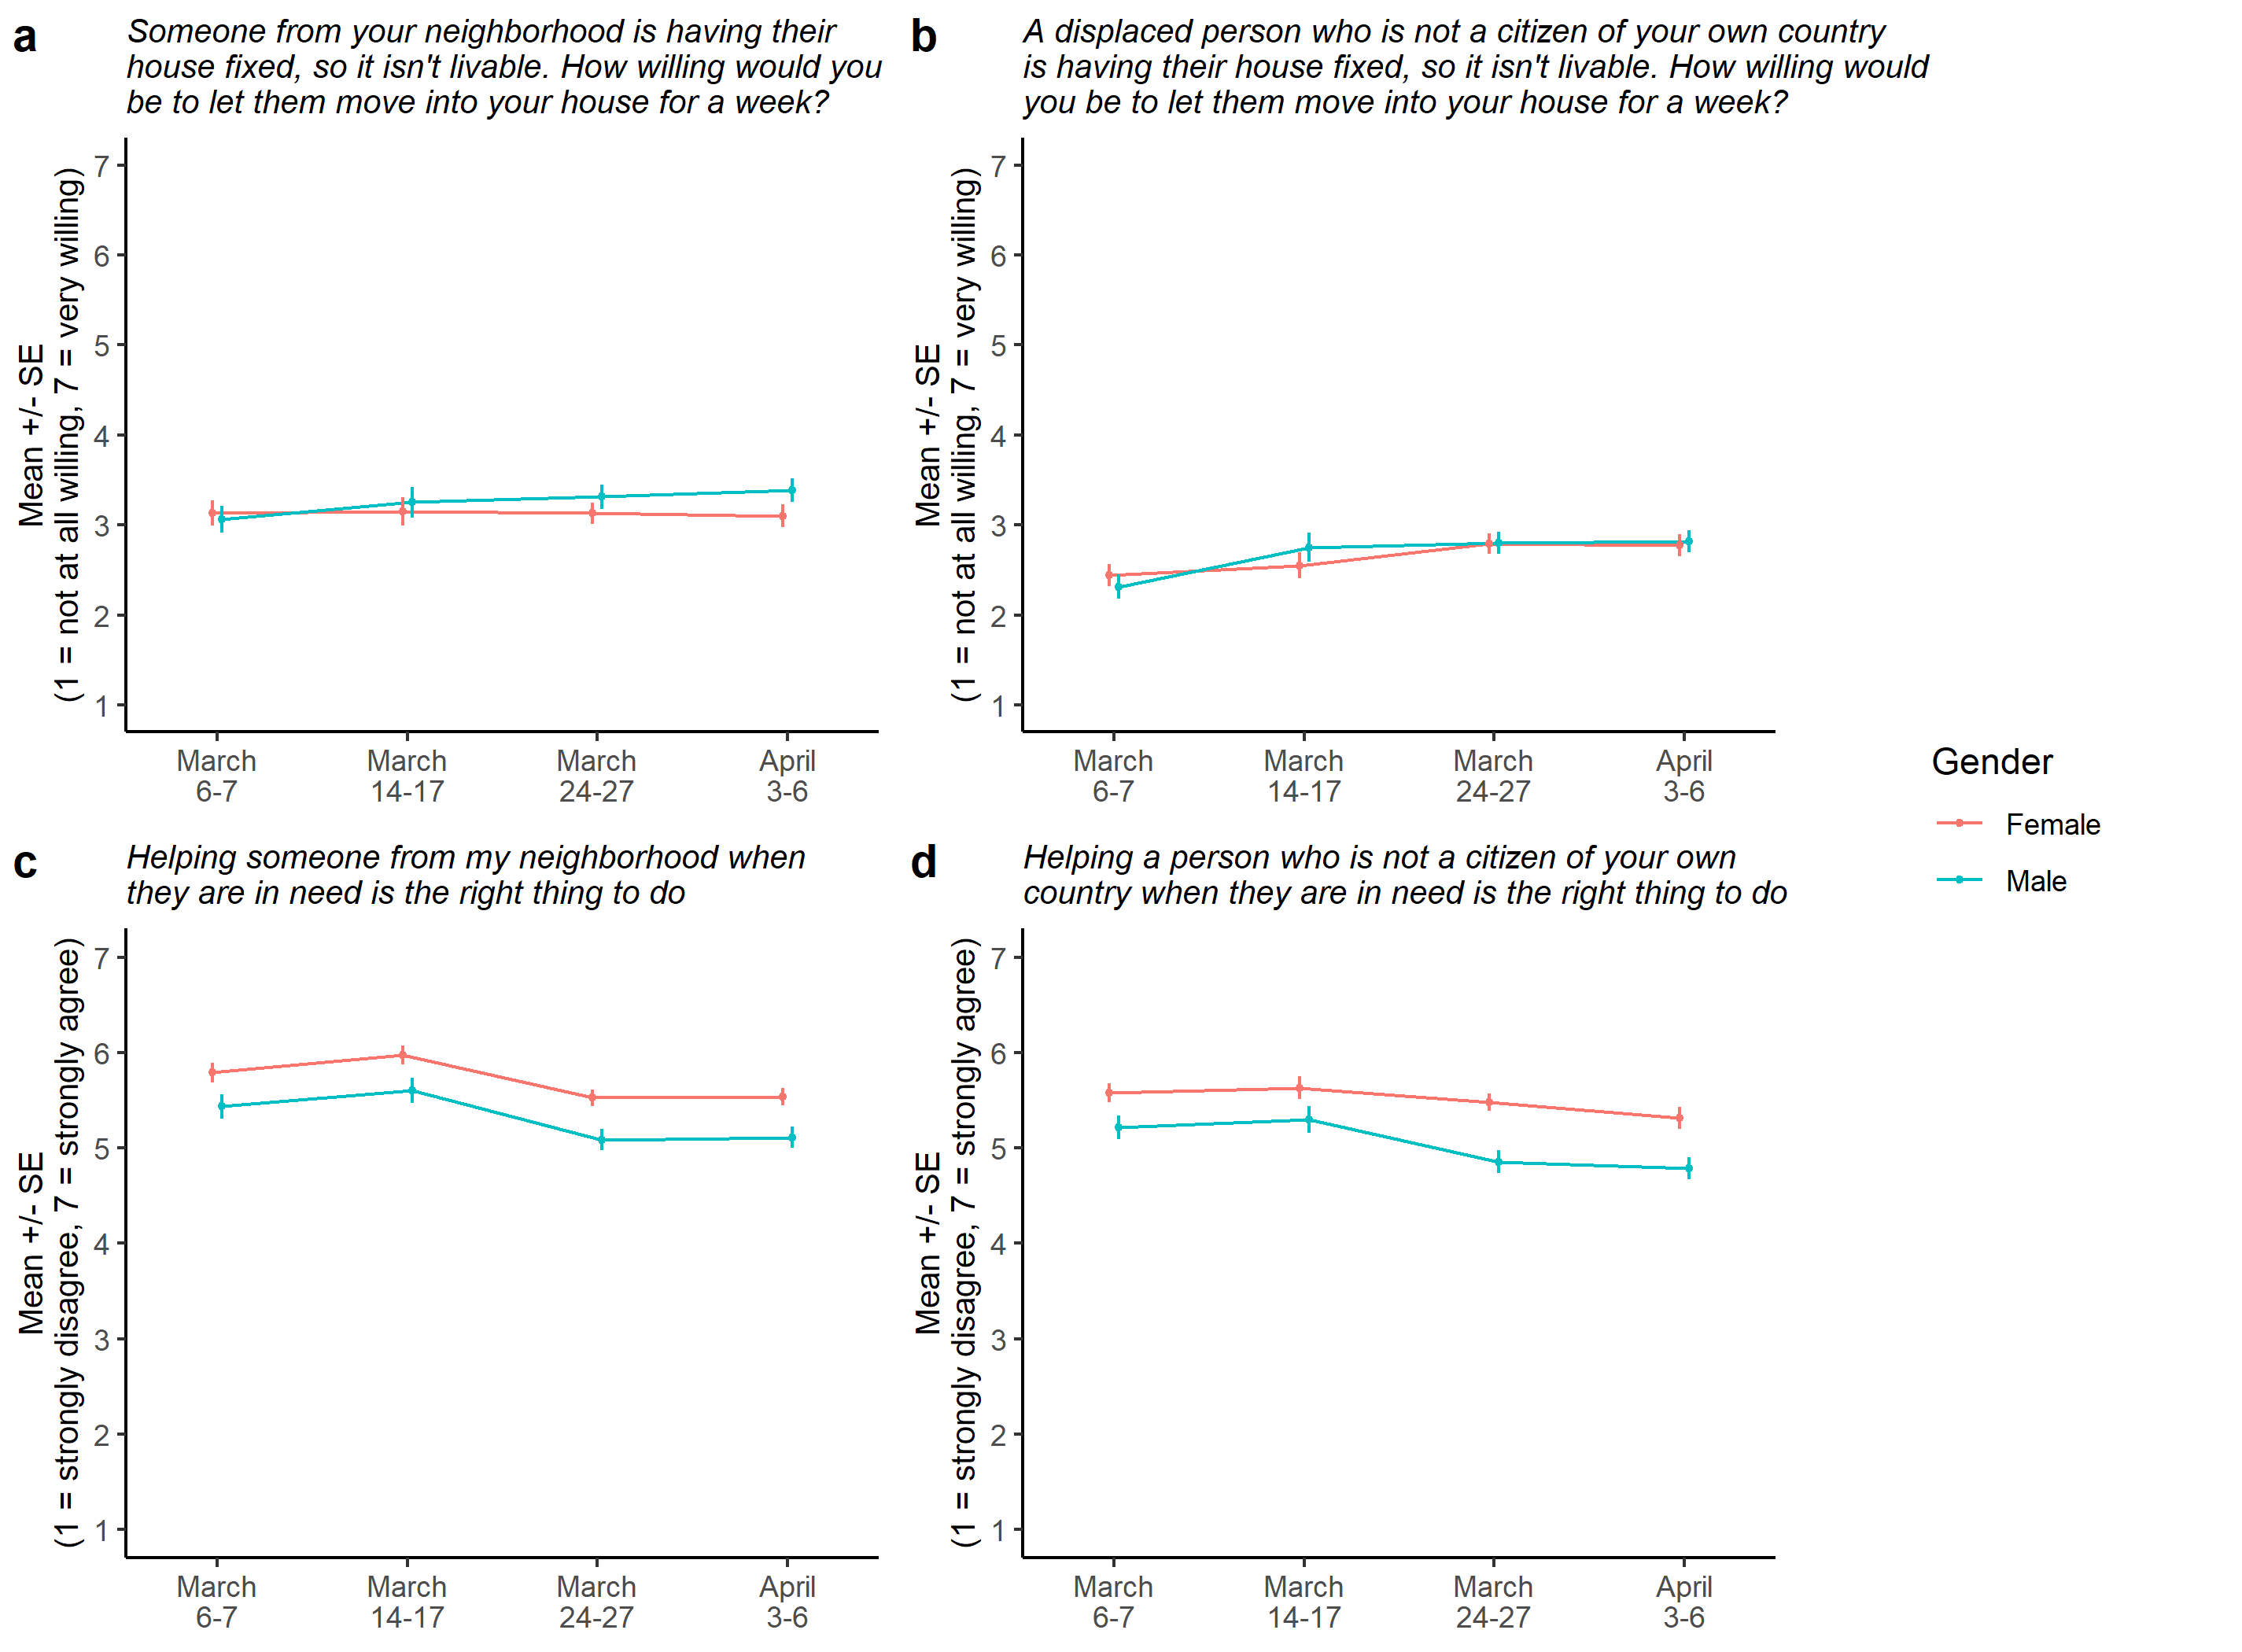 a
Someone from your neighborhood is having their
house fixed, so it isn't livable. How willing would you
be to let them move into your house for a week?
Mean +/- SE
(1 = not at all willing, 7 = very willing)
7
6
5
4
3
2
1
March
6-7
March
14-17
March
24-27
April
3-6
b
A displaced person who is not a citizen of your own country
is having their house fixed, so it isn't livable. How willing would
you be to let them move into your house for a week?
Mean +/- SE
(1 = not at all willing, 7 = very willing)
7
6
5
4
3
2
1
March
6-7
March
14-17
March
24-27
April
3-6
Gender
Female
Male
c
Helping someone from my neighborhood when
they are in need is the right thing to do
Mean +/- SE
(1 = strongly disagree, 7 = strongly agree)
7
6
5
4
3
2
1
March
6-7
March
14-17
March
24-27
April
3-6
d
Helping a person who is not a citizen of your own
country when they are in need is the right thing to do
Mean +/- SE
(1 = strongly disagree, 7 = strongly agree)
7
6
5
4
3
2
1
March
6-7
March
14-17
March
24-27
April
3-6